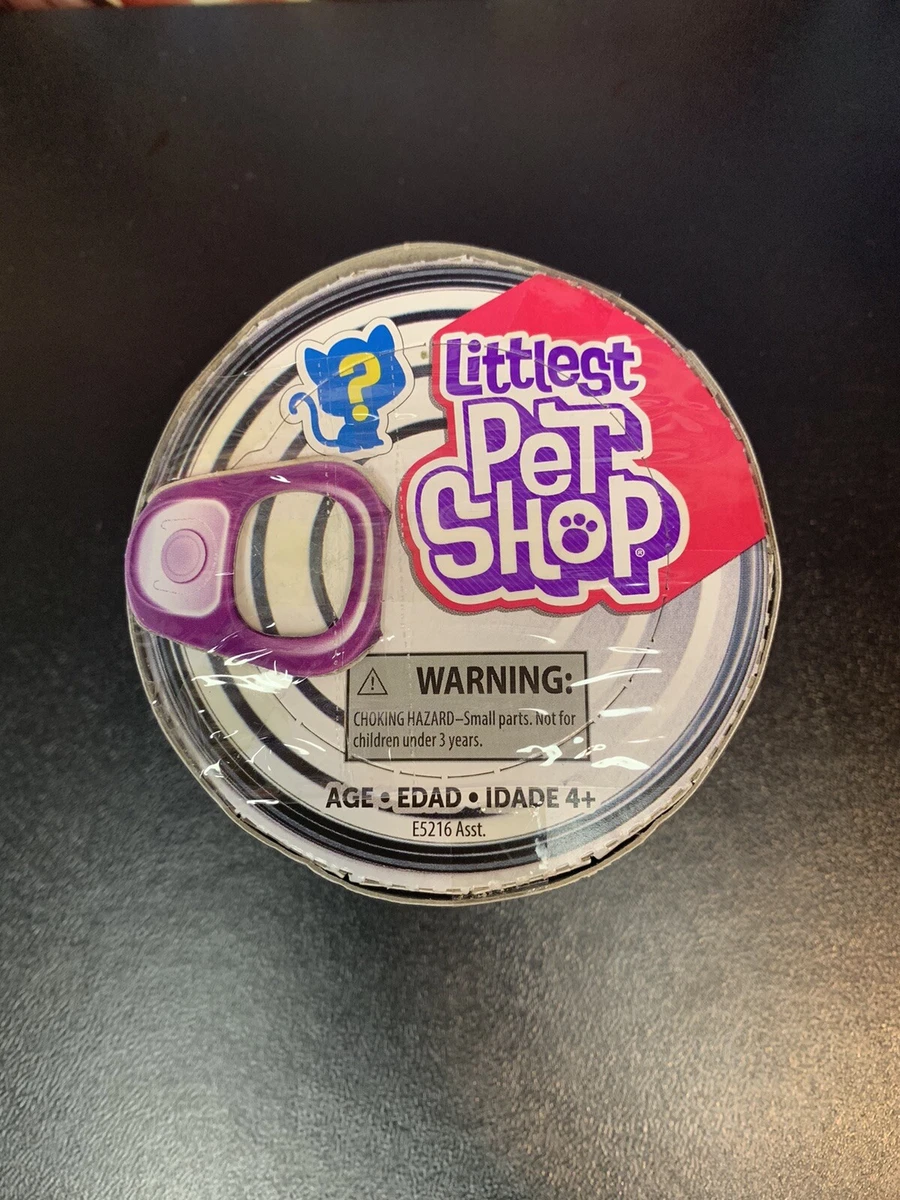 ?
Littlest
PeT
SHoP®
WARNING:
CHOKING HAZARD–Small parts. Not for
children under 3 years.
AGE • EDAD • IDADE 4+
E5216 Asst.